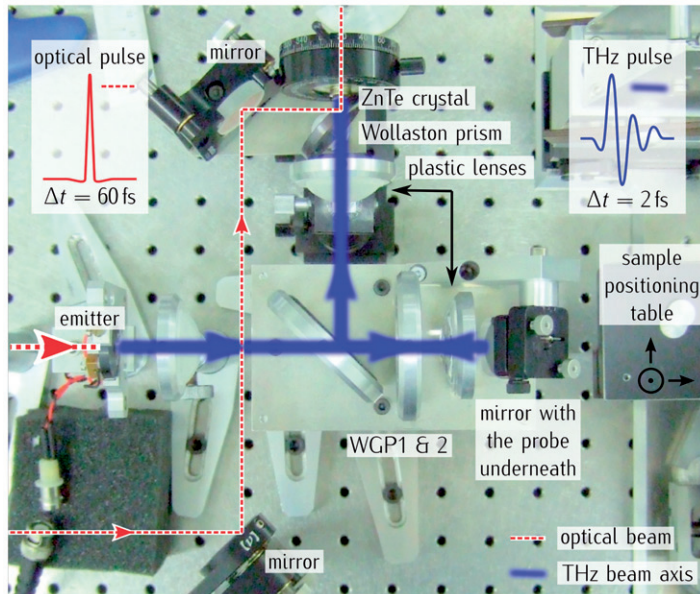 optical pulse
Δt = 60 fs
mirror
ZnTe crystal
Wollaston prism
plastic lenses
THz pulse
Δt = 2 fs
sample
positioning
table
emitter
WGP1 & 2
mirror with
the probe
underneath
mirror
optical beam
THz beam axis